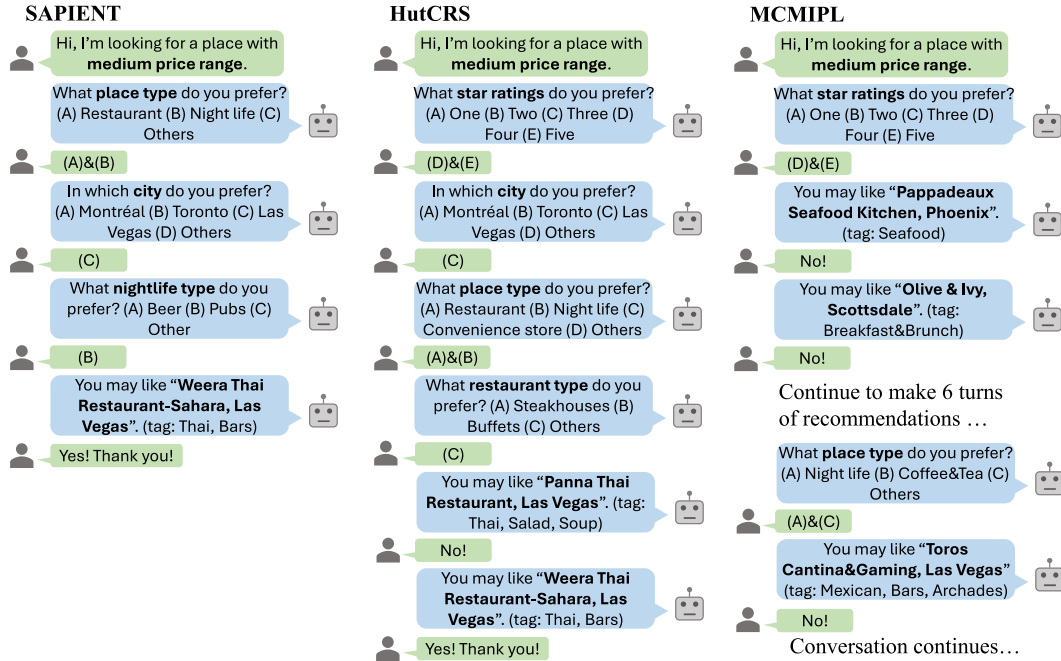 SAPIENT
Hi, I'm looking for a place with
medium price range.
What place type do you prefer?
(A) Restaurant (B) Night life (C)
Others
(A)&(B)
In which city do you prefer?
(A) Montréal (B) Toronto (C) Las
Vegas (D) Others
(C)
What nightlife type do you
prefer? (A) Beer (B) Pubs (C)
Other
(B)
You may like “Weera Thai
Restaurant-Sahara, Las
Vegas”. (tag: Thai, Bars)
Yes! Thank you!
HutCRS
Hi, I'm looking for a place with
medium price range.
What star ratings do you prefer?
(A) One (B) Two (C) Three (D)
Four (E) Five
(D)&(E)
In which city do you prefer?
(A) Montréal (B) Toronto (C) Las
Vegas (D) Others
(C)
What place type do you prefer?
(A) Restaurant (B) Night life (C)
Convenience store (D) Others
(A)&(B)
What restaurant type do you
prefer? (A) Steakhouses (B)
Buffets (C) Others
(C)
You may like “Panna Thai
Restaurant, Las Vegas”. (tag:
Thai, Salad, Soup)
No!
You may like “Weera Thai
Restaurant-Sahara, Las
Vegas”. (tag: Thai, Bars)
Yes! Thank you!
MCMIPL
Hi, I'm looking for a place with
medium price range.
What star ratings do you prefer?
(A) One (B) Two (C) Three (D)
Four (E) Five
(D)&(E)
You may like “Pappadeaux
Seafood Kitchen, Phoenix”.
(tag: Seafood)
No!
You may like “Olive & Ivy,
Scottsdale”. (tag:
Breakfast&Brunch)
No!
Continue to make 6 turns
of recommendations …
What place type do you prefer?
(A) Night life (B) Coffee&Tea (C)
Others
(A)&(C)
You may like “Toros
Cantina&Gaming, Las Vegas”
(tag: Mexican, Bars, Archades)
No!
Conversation continues…